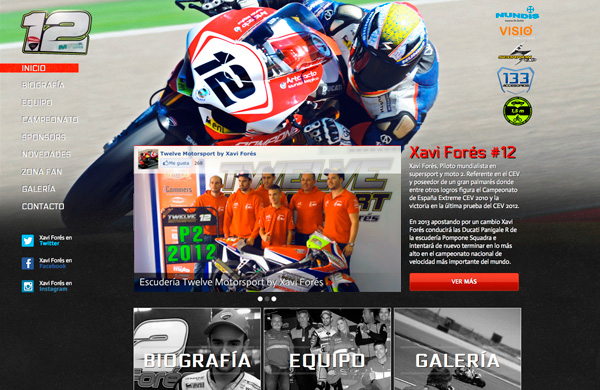 12
INICIO
BIOGRAFÍA
EQUIPO
CAMPEONATO
SPONSORS
NOVEDADES
ZONA FAN
GALERÍA
CONTACTO
Xavi Forés en
Twitter
Xavi Forés en
Facebook
Xavi Forés en
Instagram
12
NUNDIS
VISIO
133
1,5 m
Twelve Motorsport by Xavi Forés
Me gusta 268
TWELVE
TWELVE 12
P2
2012
Escudería Twelve Motorsport by Xavi Forés
Xavi Forés #12
Xavi Forés. Piloto mundialista en
supersport y moto 2. Referente en el CEV
y poseedor de un gran palmarés donde
entre otros logros figura el Campeonato
de España Extreme CEV 2010 y la
victoria en la última prueba del CEV 2012.
En 2013 apostando por un cambio Xavi
Forés conducirá las Ducati Panigale R de
la escudería Pompone Squadra e
intentará de nuevo terminar en lo más
alto en el campeonato nacional de
velocidad más importante del mundo.
VER MÁS
BIOGRAFÍA
EQUIPO
GALERÍA